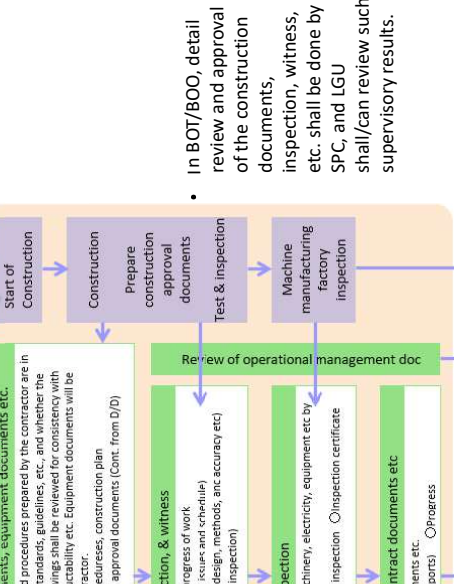 • In BOT/BOO, detail
review and approval
of the construction
documents,
inspection, witness,
etc. shall be done by
SPC, and LGU
shall/can review such
supervisory results.
Start of
Construction
Construction
Prepare
construction
approval
documents
Test & inspection
Machine
manufacturing
factory
inspection
Review of operational management doc
ents, equipment documents etc.
d procedures prepared by the contractor are in
tandards, guidelines, etc., and whether the
wings shall be reviewed for consistency with
uctability etc. Equipment documents will be
ractor.
edureses, construction plan
approval documents (Cont. from D/D)
ction, & witness
rogress of work
issues and schedule)
design, methods, anc accuracy etc)
inspection)
pection
chinery, electricity, equipment etc by
inspection ○Inspection certificate
ntract documents etc
ments etc.
ports) ○Progress